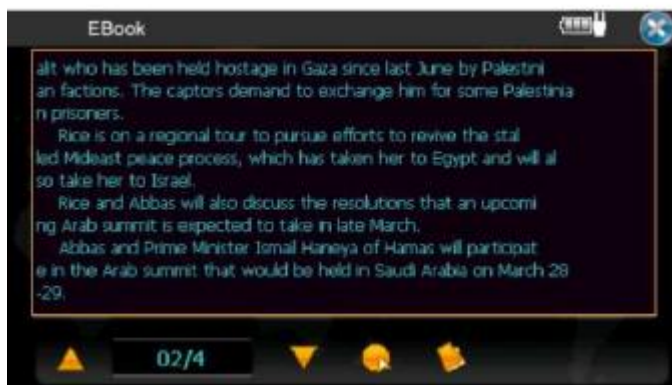 EBook
alit who has been held hostage in Gaza since last June by Palestini
an factions. The captors demand to exchange him for some Palestinia
n prisoners.
Rice is on a regional tour to pursue efforts to revive the stal
led Mideast peace process, which has taken her to Egypt and will al
so take her to Israel.
Rice and Abbas will also discuss the resolutions that an upcomi
ng Arab summit is expected to take in late March.
Abbas and Prime Minister Ismail Haneya of Hamas will participat
e in the Arab summit that would be held in Saudi Arabia on March 28
-29.
02/4